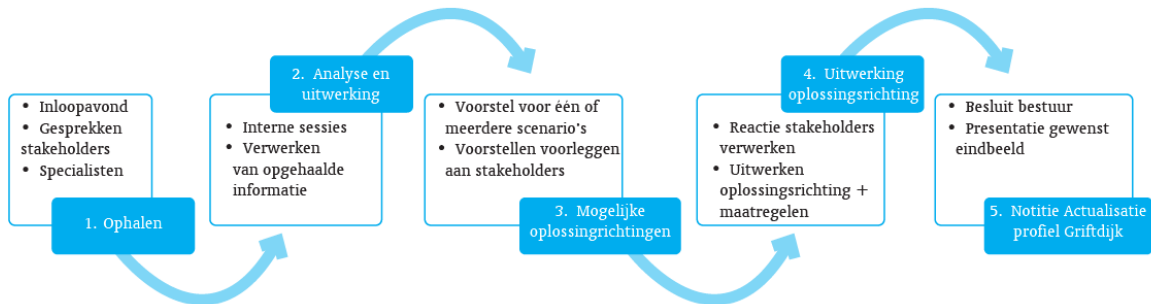 • Inloopavond
• Gesprekken
stakeholders
• Specialisten
1. Ophalen
2. Analyse en
uitwerking
• Interne sessies
• Verwerken
van opgehaalde
informatie
• Voorstel voor één of
meerdere scenario's
• Voorstellen voorleggen
aan stakeholders
3. Mogelijke
oplossingrichtingen
4. Uitwerking
oplossingsrichting
• Reactie stakeholders
verwerken
• Uitwerken
oplossingsrichting +
maatregelen
• Besluit bestuur
• Presentatie gewenst
eindbeeld
5. Notitie Actualisatie
profiel Griftdijk